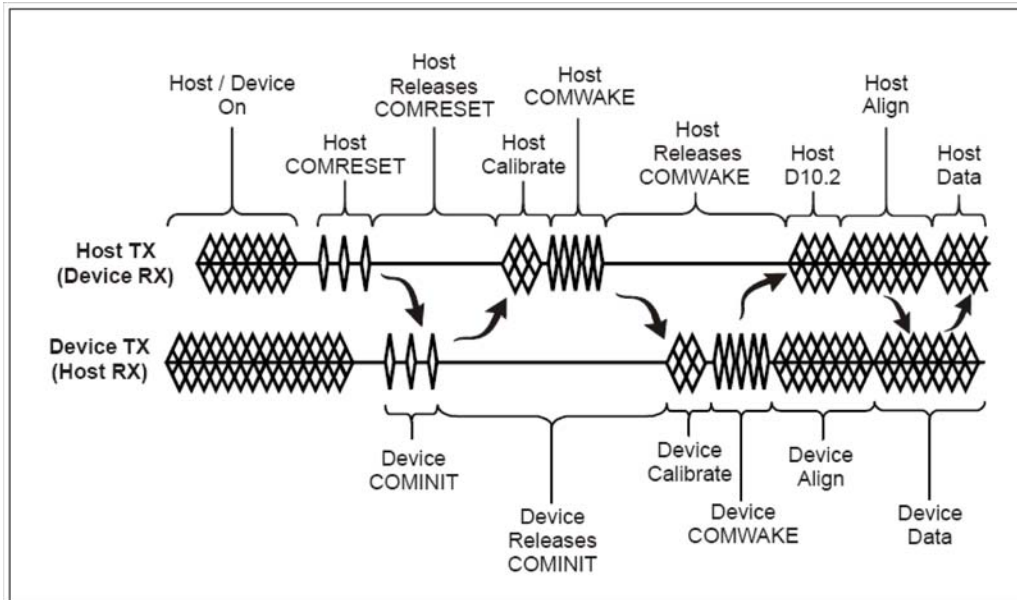 Host / Device
On
Host
COMRESET
Host
Releases
COMRESET
Host
Calibrate
Host
COMWAKE
Host
Releases
COMWAKE
Host
D10.2
Host
Align
Host
Data
Host TX
(Device RX)
Device TX
(Host RX)
Device
COMINIT
Device
Releases
COMINIT
Device
Calibrate
Device
COMWAKE
Device
Align
Device
Data